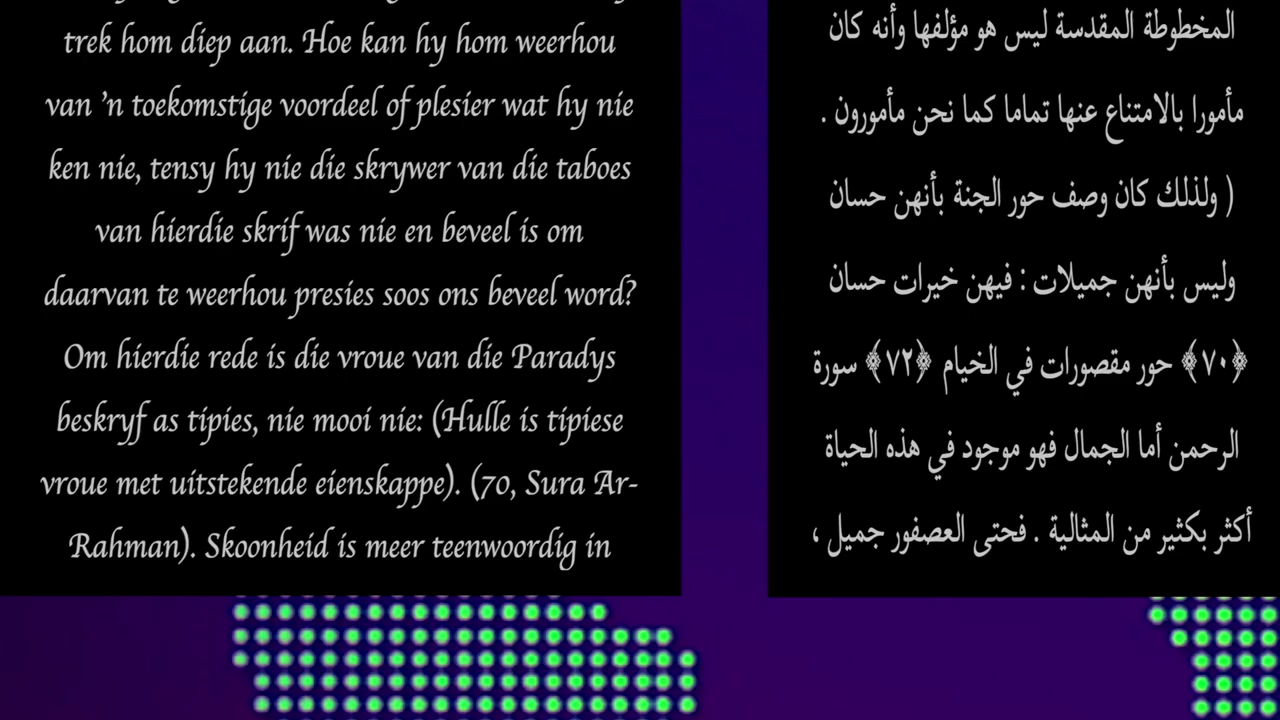 trek hom diep aan. Hoe kan hy hom weerhou
van 'n toekomstige voordeel of plesier wat hy nie
ken nie, tensy hy nie die skrywer van die taboes
van hierdie skrif was nie en beveel is om
daarvan te weerhou presies soos ons beveel word?
Om hierdie rede is die vroue van die Paradys
beskryf as tipies, nie mooi nie: (Hulle is tipiese
vroue met uitstekende eienskappe). (70, Sura Ar-
Rahman). Skoonheid is meer teenwoordig in
المخطوطة المقدسة ليس هو مؤلفها وأنه كان
مأمورا بالامتناع عنها تماما كما نحن مأمورون .
( ولذلك كان وصف حور الجنة بأنهن حسان
وليس بأنهن جميلات : فيهن خيرات حسان
﴿٧٠﴾ حور مقصورات في الخيام ﴿٧٢﴾ سورة
الرحمن أما الجمال فهو موجود في هذه الحياة
أكثر بكثير من المثالية . فحتى العصفور جميل ،